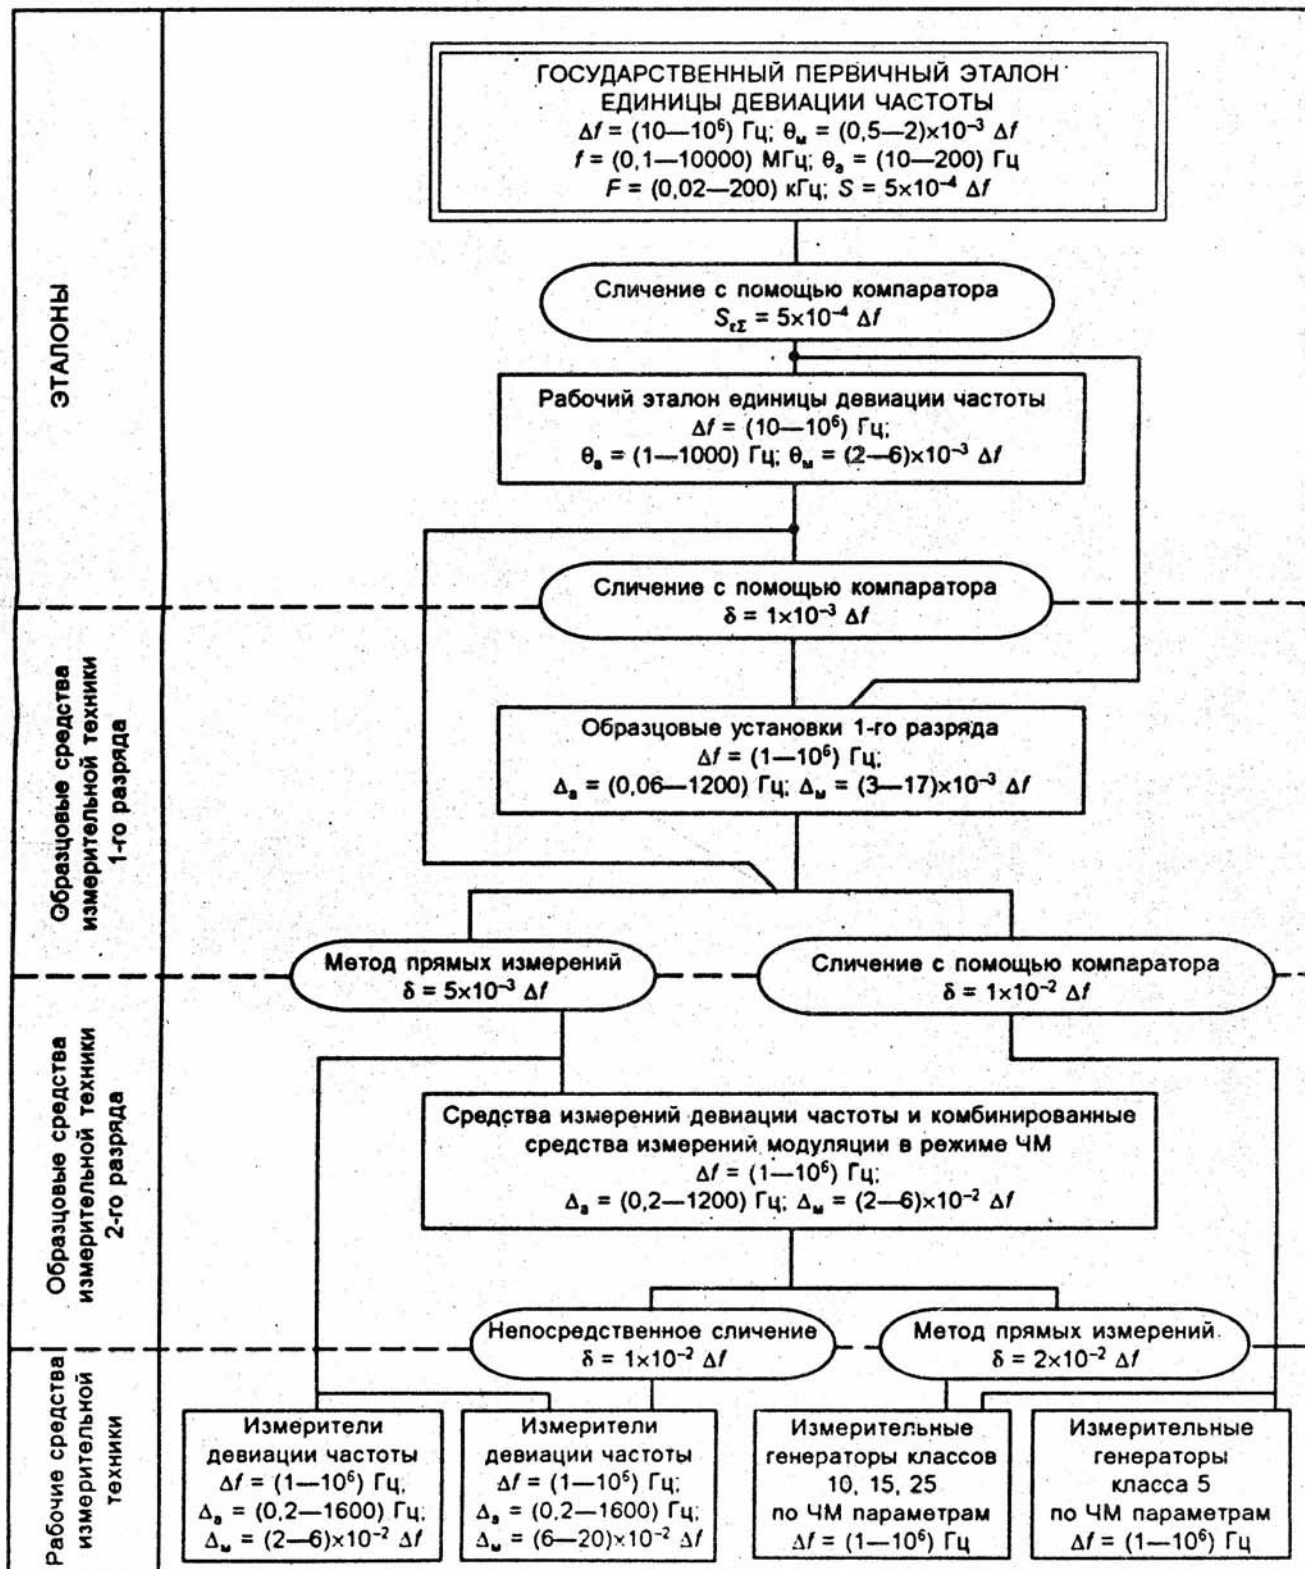 ГОСУДАРСТВЕННЫЙ ПЕРВИЧНЫЙ ЭТАЛОН
ЕДИНИЦЫ ДЕВИАЦИИ ЧАСТОТЫ
Δf = (10—10⁶) Гц; θₘ = (0,5—2)×10⁻³ Δf
f = (0,1—10000) МГц; θₐ = (10—200) Гц
F = (0,02—200) кГц; S = 5×10⁻⁴ Δf
ЭТАЛОНЫ
Сличение с помощью компаратора
S_εΣ = 5×10⁻⁴ Δf
Рабочий эталон единицы девиации частоты
Δf = (10—10⁶) Гц;
θₐ = (1—1000) Гц; θₘ = (2—6)×10⁻³ Δf
Сличение с помощью компаратора
δ = 1×10⁻³ Δf
Образцовые средства
измерительной техники
1-го разряда
Образцовые установки 1-го разряда
Δf = (1—10⁶) Гц;
Δₐ = (0,06—1200) Гц; Δₘ = (3—17)×10⁻³ Δf
Метод прямых измерений
δ = 5×10⁻³ Δf
Сличение с помощью компаратора
δ = 1×10⁻² Δf
Образцовые средства
измерительной техники
2-го разряда
Средства измерений девиации частоты и комбинированные
средства измерений модуляции в режиме ЧМ
Δf = (1—10⁶) Гц;
Δₐ = (0,2—1200) Гц; Δₘ = (2—6)×10⁻² Δf
Непосредственное сличение
δ = 1×10⁻² Δf
Метод прямых измерений
δ = 2×10⁻² Δf
Рабочие средства
измерительной
техники
Измерители
девиации частоты
Δf = (1—10⁶) Гц;
Δₐ = (0,2—1600) Гц;
Δₘ = (2—6)×10⁻² Δf
Измерители
девиации частоты
Δf = (1—10⁶) Гц;
Δₐ = (0,2—1600) Гц;
Δₘ = (6—20)×10⁻² Δf
Измерительные
генераторы классов
10, 15, 25
по ЧМ параметрам
Δf = (1—10⁶) Гц
Измерительные
генераторы
класса 5
по ЧМ параметрам
Δf = (1—10⁶) Гц